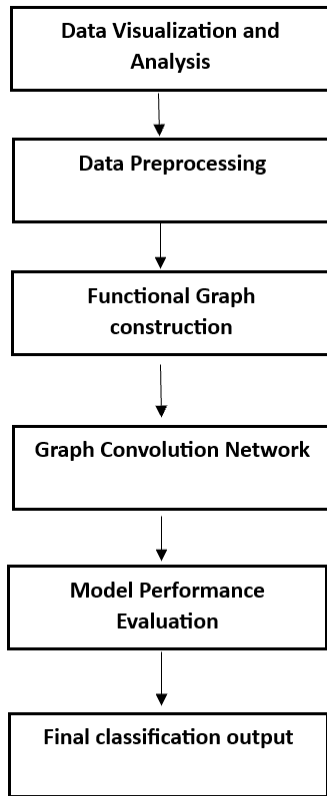 Data Visualization and
Analysis
Data Preprocessing
Functional Graph
construction
Graph Convolution Network
Model Performance
Evaluation
Final classification output